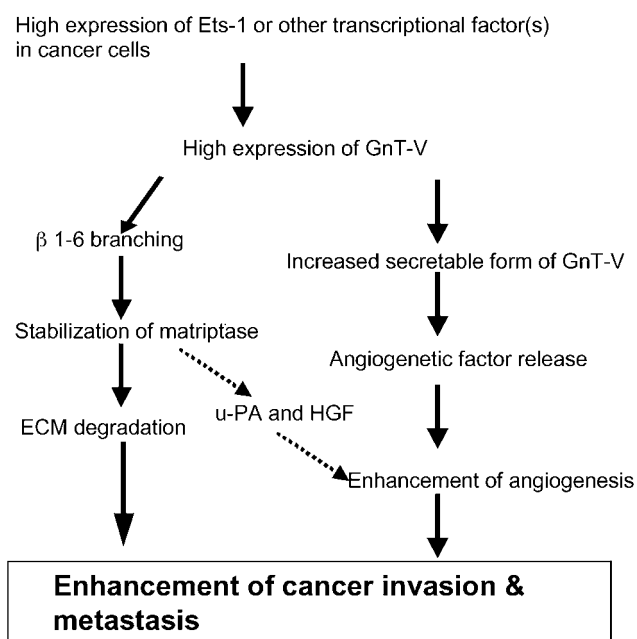 High expression of Ets-1 or other transcriptional factor(s)
in cancer cells
High expression of GnT-V
β 1-6 branching
Increased secretable form of GnT-V
Stabilization of matriptase
Angiogenetic factor release
u-PA and HGF
ECM degradation
Enhancement of angiogenesis
Enhancement of cancer invasion &
metastasis